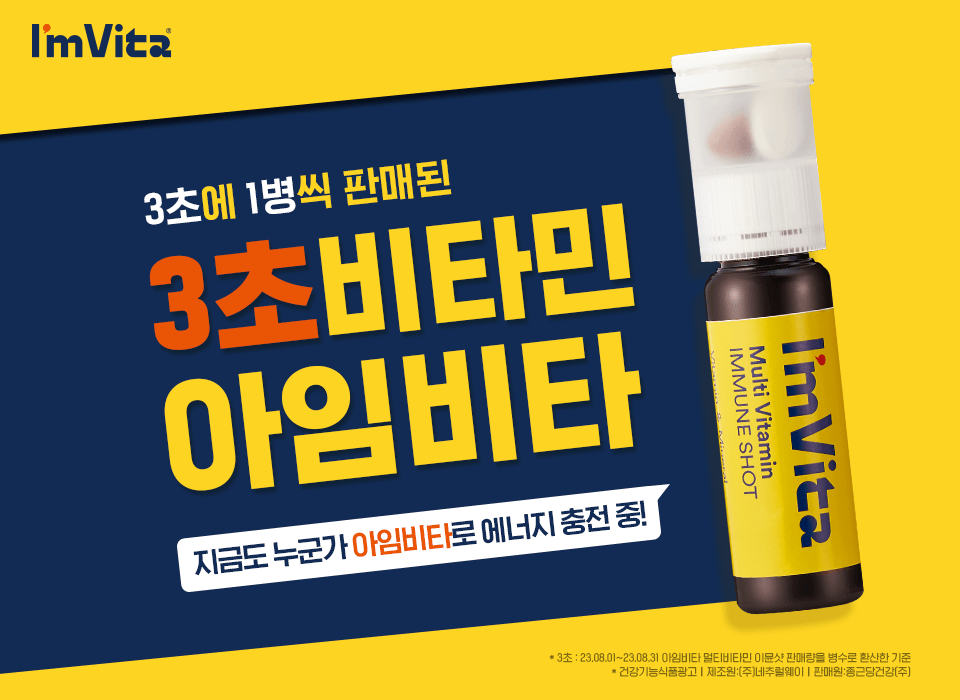 I'mVita®
3초에 1병씩 판매된
3초비타민
아임비타
지금도 누군가 아임비타로 에너지 충전 중!
I'mVita
Multi Vitamin
IMMUNE SHOT
* 3초 : 23.08.01~23.08.31 아임비타 멀티비타민 이뮨샷 판매량을 병수로 환산한 기준
* 건강기능식품광고 | 제조원:(주)네추럴웨이 | 판매원:종근당건강(주)